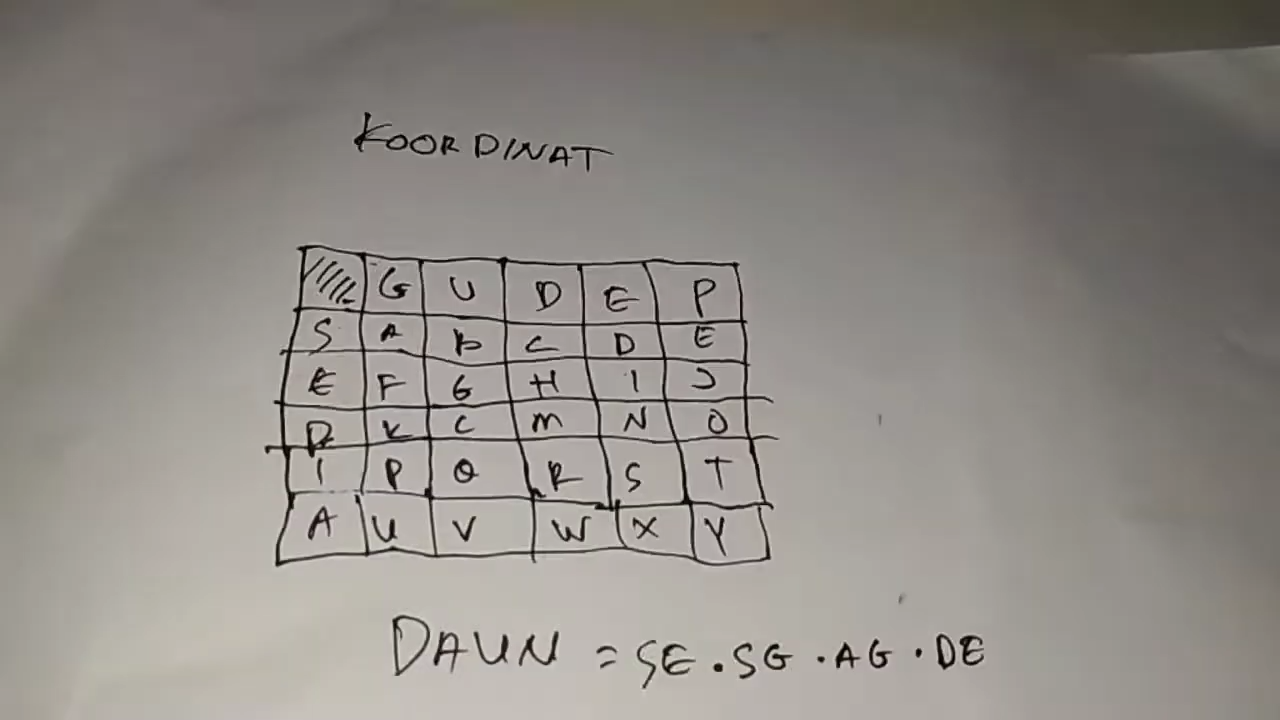 KOORDINAT
G U D E P
S A b C D E
E F G H I J
D K C M N O
I P Q R S T
A U V W X Y
DAUN = SE.SG.AG.DE